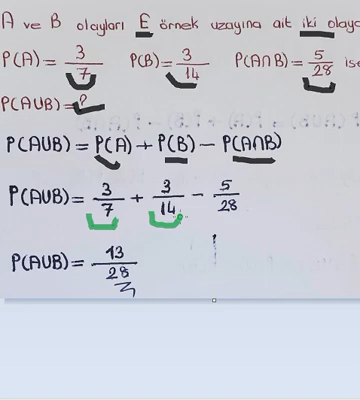 A ve B olayları E örnek uzayına ait iki olay
P(A) = 3/7 P(B) = 3/14 P(A∩B) = 5/28 ise
P(A∪B) = ?
P(A∪B) = P(A) + P(B) - P(A∩B)
P(A∪B) = 3/7 + 3/14 - 5/28
P(A∪B) = 13/28